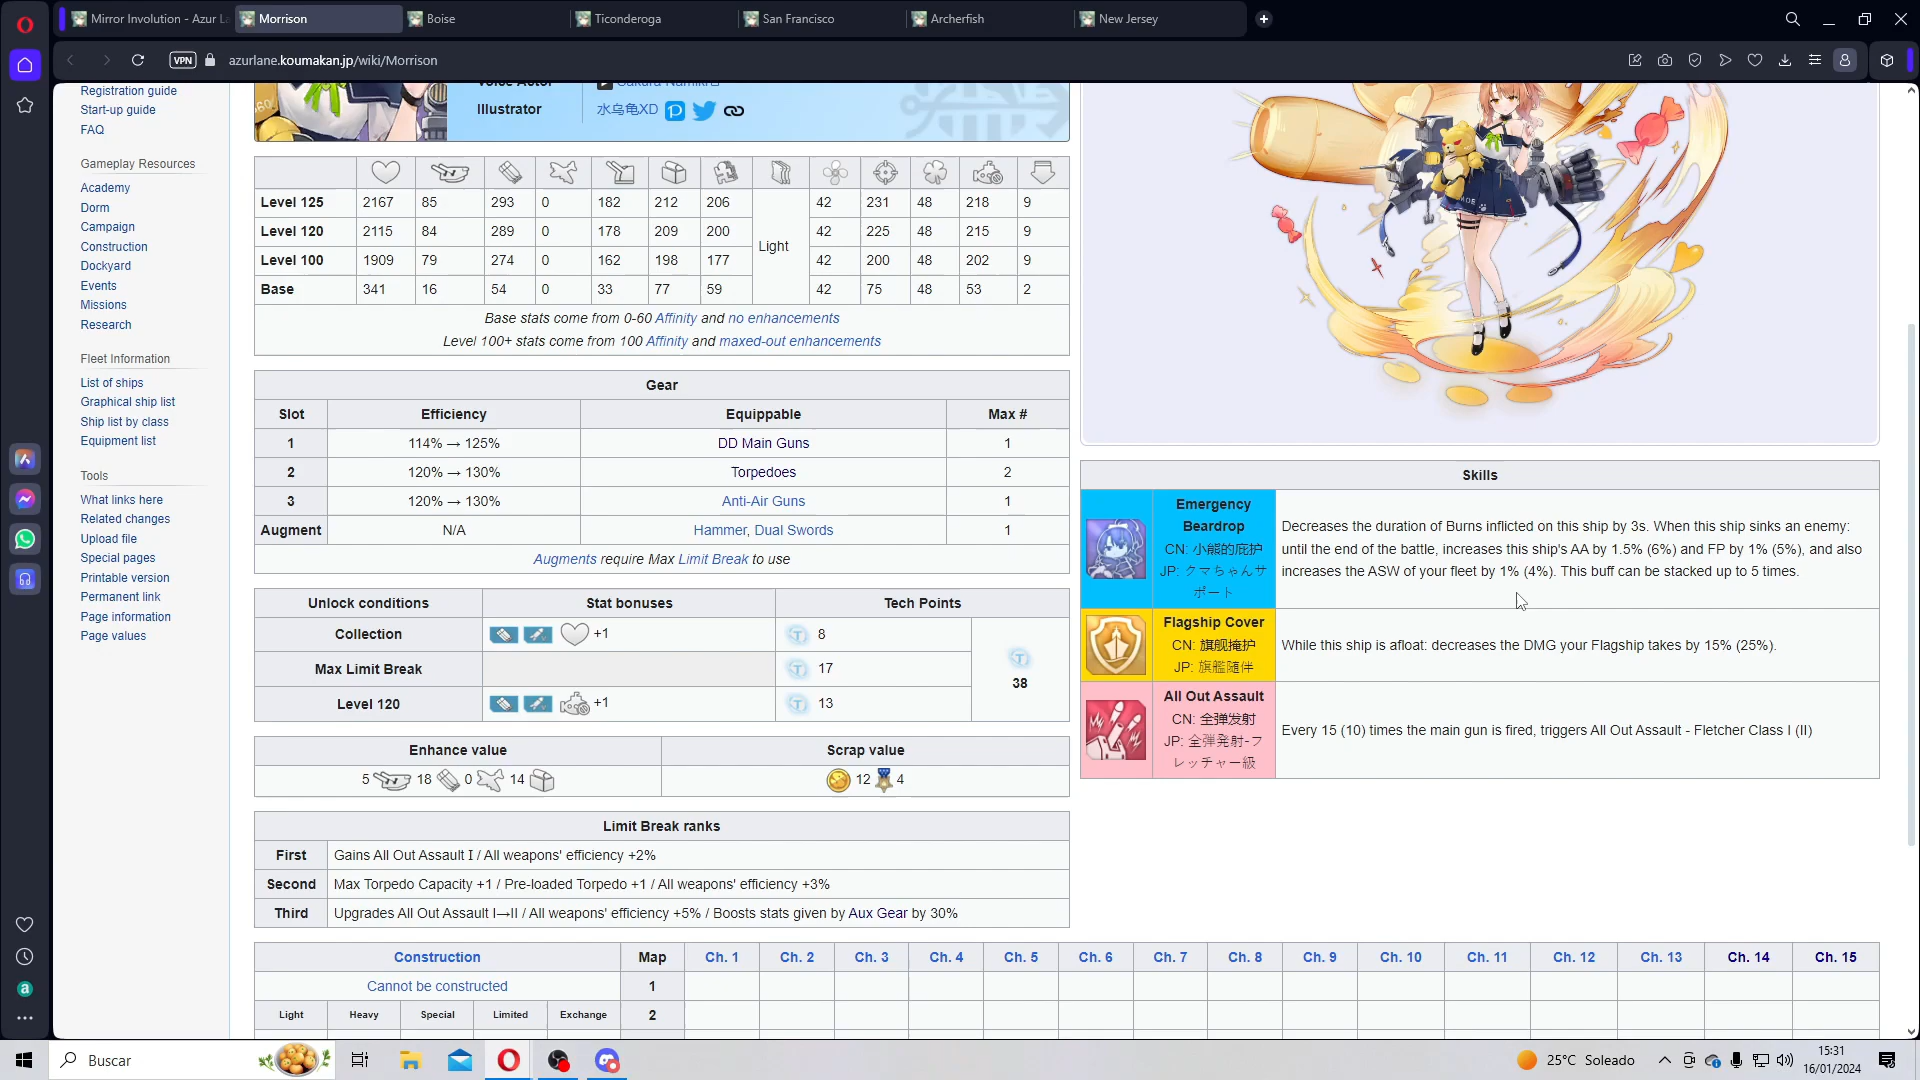 Mirror Involution - Azur La
Morrison
Boise
Ticonderoga
San Francisco
Archerfish
New Jersey
VPN
azurlane.koumakan.jp/wiki/Morrison
Registration guide
Start-up guide
FAQ
Gameplay Resources
Academy
Dorm
Campaign
Construction
Dockyard
Events
Missions
Research
Fleet Information
List of ships
Graphical ship list
Ship list by class
Equipment list
Tools
What links here
Related changes
Upload file
Special pages
Printable version
Permanent link
Page information
Page values
Voice Actor
Illustrator 水乌龟XD
Level 125 2167 85 293 0 182 212 206 42 231 48 218 9
Level 120 2115 84 289 0 178 209 200 42 225 48 215 9
Light
Level 100 1909 79 274 0 162 198 177 42 200 48 202 9
Base 341 16 54 0 33 77 59 42 75 48 53 2
Base stats come from 0-60 Affinity and no enhancements
Level 100+ stats come from 100 Affinity and maxed-out enhancements
Gear
Slot Efficiency Equippable Max #
1 114% → 125% DD Main Guns 1
2 120% → 130% Torpedoes 2
3 120% → 130% Anti-Air Guns 1
Augment N/A Hammer, Dual Swords 1
Augments require Max Limit Break to use
Unlock conditions Stat bonuses Tech Points
Collection +1 8
Max Limit Break 17
38
Level 120 +1 13
Enhance value Scrap value
5 18 0 14 12 4
Limit Break ranks
First Gains All Out Assault I / All weapons' efficiency +2%
Second Max Torpedo Capacity +1 / Pre-loaded Torpedo +1 / All weapons' efficiency +3%
Third Upgrades All Out Assault I→II / All weapons' efficiency +5% / Boosts stats given by Aux Gear by 30%
Skills
Emergency
Beardrop
CN: 小熊的庇护
JP: クマちゃんサ
ポート
Decreases the duration of Burns inflicted on this ship by 3s. When this ship sinks an enemy:
until the end of the battle, increases this ship's AA by 1.5% (6%) and FP by 1% (5%), and also
increases the ASW of your fleet by 1% (4%). This buff can be stacked up to 5 times.
Flagship Cover
CN: 旗舰掩护
JP: 旗艦随伴
While this ship is afloat: decreases the DMG your Flagship takes by 15% (25%).
All Out Assault
CN: 全弹发射
JP: 全弾発射-フ
レッチャー級
Every 15 (10) times the main gun is fired, triggers All Out Assault - Fletcher Class I (II)
Construction Map Ch. 1 Ch. 2 Ch. 3 Ch. 4 Ch. 5 Ch. 6 Ch. 7 Ch. 8 Ch. 9 Ch. 10 Ch. 11 Ch. 12 Ch. 13 Ch. 14 Ch. 15
Cannot be constructed 1
Light Heavy Special Limited Exchange 2
Buscar
25°C Soleado
15:31
16/01/2024